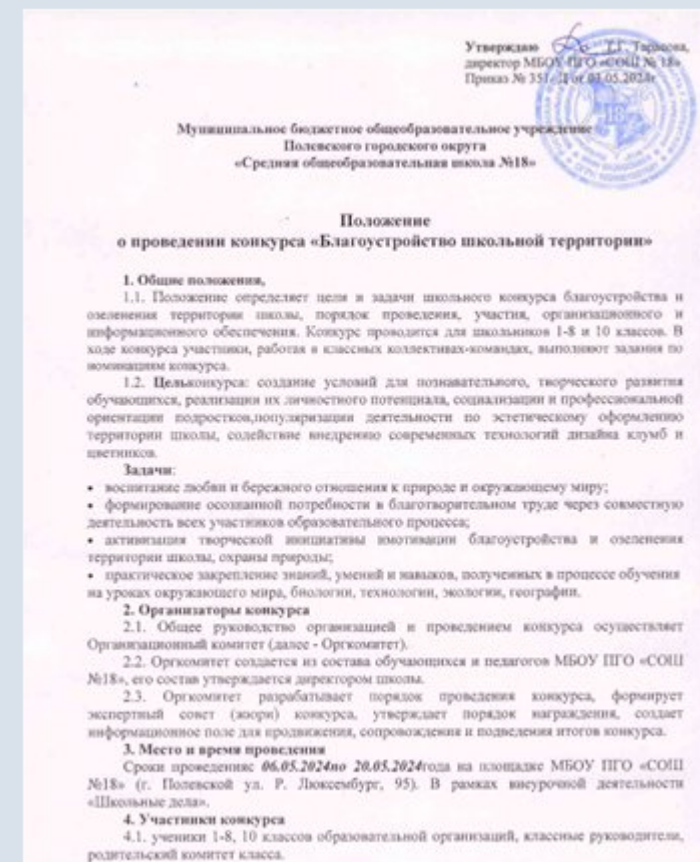 Утверждаю Т.Г. Тарасова,
директор МБОУ ПГО «СОШ № 18»
Приказ № 351- от 03.05.2024г
18
Муниципальное бюджетное общеобразовательное учреждение
Полевского городского округа
«Средняя общеобразовательная школа №18»
Положение
о проведении конкурса «Благоустройство школьной территории»
1. Общие положения,
1.1. Положение определяет цели и задачи школьного конкурса благоустройства и
озеленения территории школы, порядок проведения, участия, организационного и
информационного обеспечения. Конкурс проводится для школьников 1-8 и 10 классов. В
ходе конкурса участники, работая в классных коллективах-командах, выполняют задания по
номинациям конкурса.
1.2. Целькокурса: создание условий для познавательного, творческого развития
обучающихся, реализации их личностного потенциала, социализации и профессиональной
ориентации подростков,популяризации деятельности по эстетическому оформлению
территории школы, содействие внедрению современных технологий дизайна клумб и
цветников.
Задачи:
• воспитание любви и бережного отношения к природе и окружающему миру;
• формирование осознанной потребности в благотворительном труде через совместную
деятельность всех участников образовательного процесса;
• активизация творческой инициативы имотивации благоустройства и озеленения
территории школы, охраны природы;
• практическое закрепление знаний, умений и навыков, полученных в процессе обучения
на уроках окружающего мира, биологии, технологии, экологии, географии.
2. Организаторы конкурса
2.1. Общее руководство организацией и проведением конкурса осуществляет
Организационный комитет (далее - Оргкомитет).
2.2. Оргкомитет создается из состава обучающихся и педагогов МБОУ ПГО «СОШ
№18», его состав утверждается директором школы.
2.3. Оргкомитет разрабатывает порядок проведения конкурса, формирует
экспертный совет (жюри) конкурса, утверждает порядок награждения, создает
информационное поле для продвижения, сопровождения и подведения итогов конкурса.
3. Место и время проведения
Сроки проведенияс 06.05.2024по 20.05.2024года на площадке МБОУ ПГО «СОШ
№18» (г. Полевской ул. Р. Люксембург, 95). В рамках внеурочной деятельности
«Школьные дела».
4. Участники конкурса
4.1. ученики 1-8, 10 классов образовательной организаций, классные руководители,
родительский комитет класса.